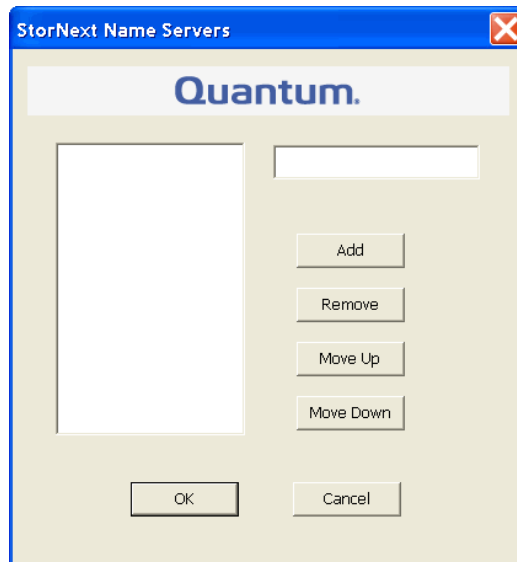 StorNext Name Servers
Quantum.
Add
Remove
Move Up
Move Down
OK
Cancel